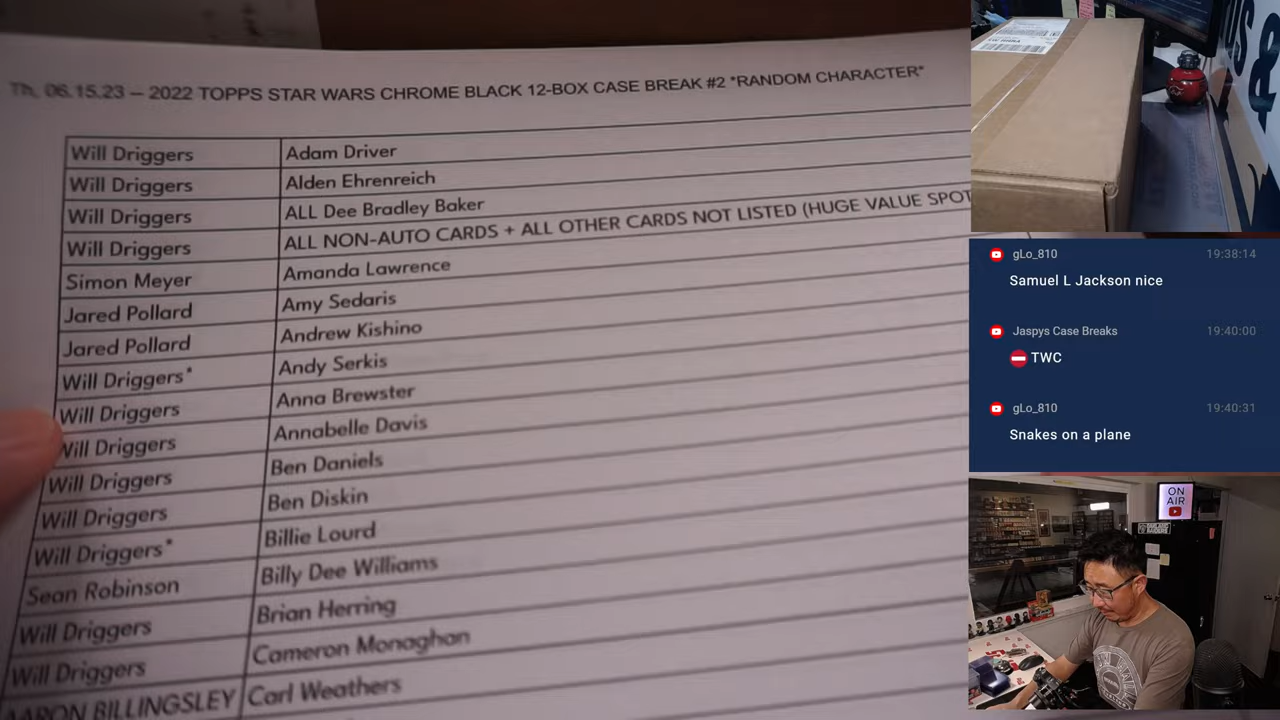 Th, 06.15.23 – 2022 TOPPS STAR WARS CHROME BLACK 12-BOX CASE BREAK #2 "RANDOM CHARACTER"
Will Driggers Adam Driver
Will Driggers Alden Ehrenreich
Will Driggers ALL Dee Bradley Baker
Will Driggers ALL NON-AUTO CARDS + ALL OTHER CARDS NOT LISTED (HUGE VALUE SPOT
Simon Meyer Amanda Lawrence
Jared Pollard Amy Sedaris
Jared Pollard Andrew Kishino
Will Driggers* Andy Serkis
Will Driggers Anna Brewster
Will Driggers Annabelle Davis
Will Driggers Ben Daniels
Will Driggers Ben Diskin
Will Driggers* Billie Lourd
Sean Robinson Billy Dee Williams
Will Driggers Brian Herring
Will Driggers Cameron Monaghan
AARON BILLINGSLEY Carl Weathers
gLo_810 19:38:14
Samuel L Jackson nice
Jaspys Case Breaks 19:40:00
TWC
gLo_810 19:40:31
Snakes on a plane
ON
AIR